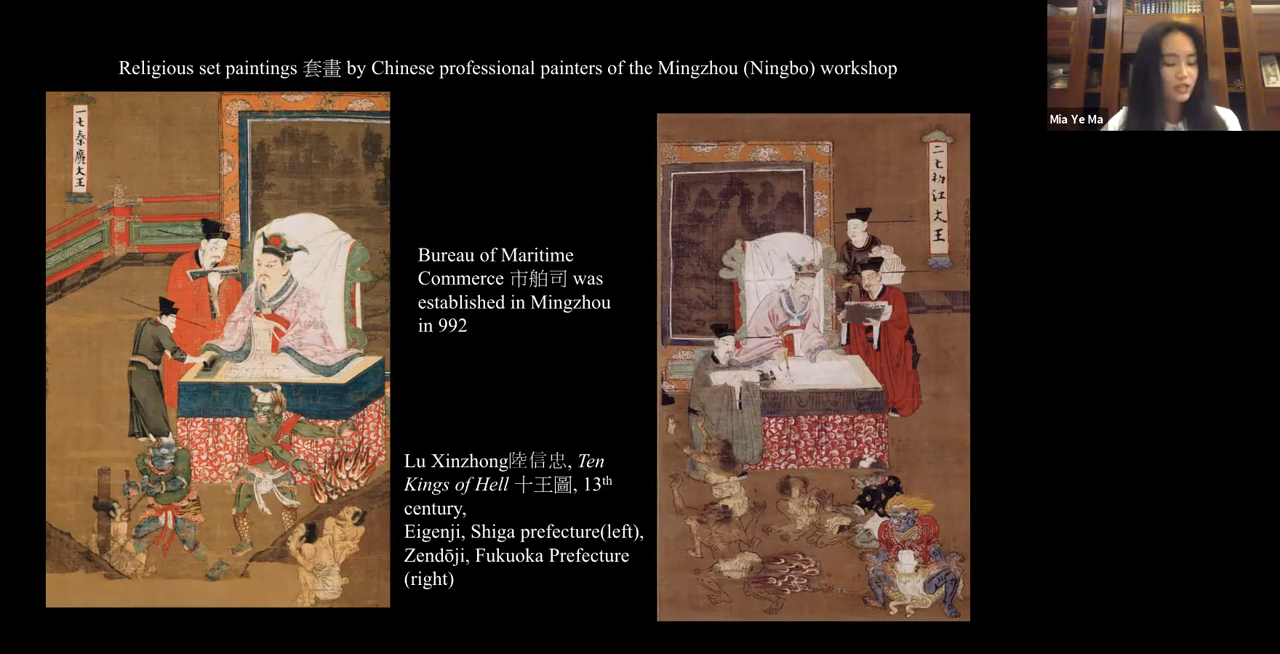 Religious set paintings 套畫 by Chinese professional painters of the Mingzhou (Ningbo) workshop
Mia Ye Ma
一七秦廣大王
二七初江大王
Bureau of Maritime
Commerce 市舶司 was
established in Mingzhou
in 992
Lu Xinzhong陸信忠, Ten
Kings of Hell 十王圖, 13th
century,
Eigenji, Shiga prefecture(left),
Zendōji, Fukuoka Prefecture
(right)